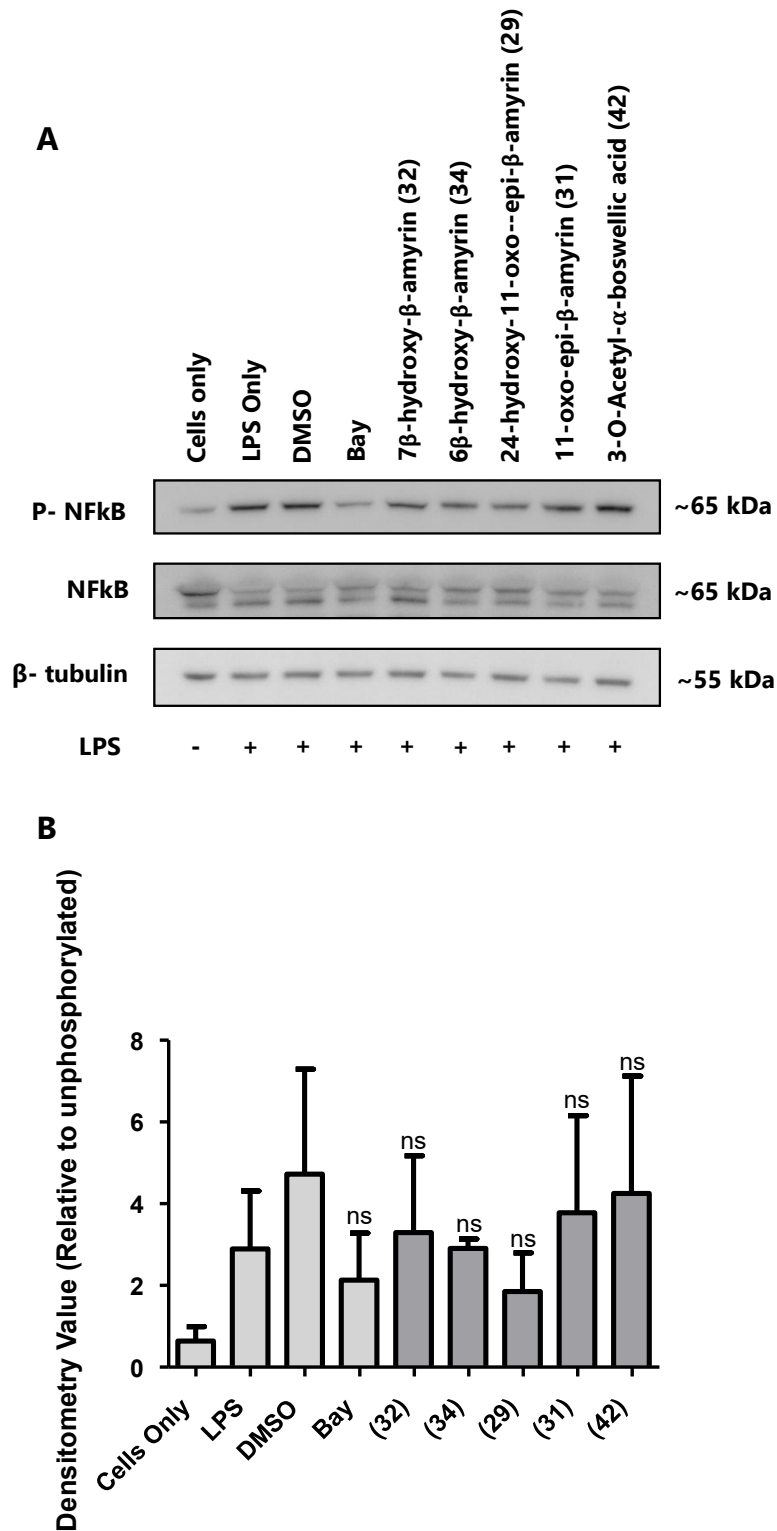 A
Cells only
LPS Only
DMSO
Bay
7β-hydroxy-β-amyrin (32)
6β-hydroxy-β-amyrin (34)
24-hydroxy-11-oxo--epi-β-amyrin (29)
11-oxo-epi-β-amyrin (31)
3-O-Acetyl-α-boswellic acid (42)
P- NFkB ~65 kDa
NFkB ~65 kDa
β- tubulin ~55 kDa
LPS - + + + + + + + +
B
Densitometry Value (Relative to unphosphorylated)
8
6
4
2
0
ns ns ns ns ns ns
Cells Only LPS DMSO Bay (32) (34) (29) (31) (42)